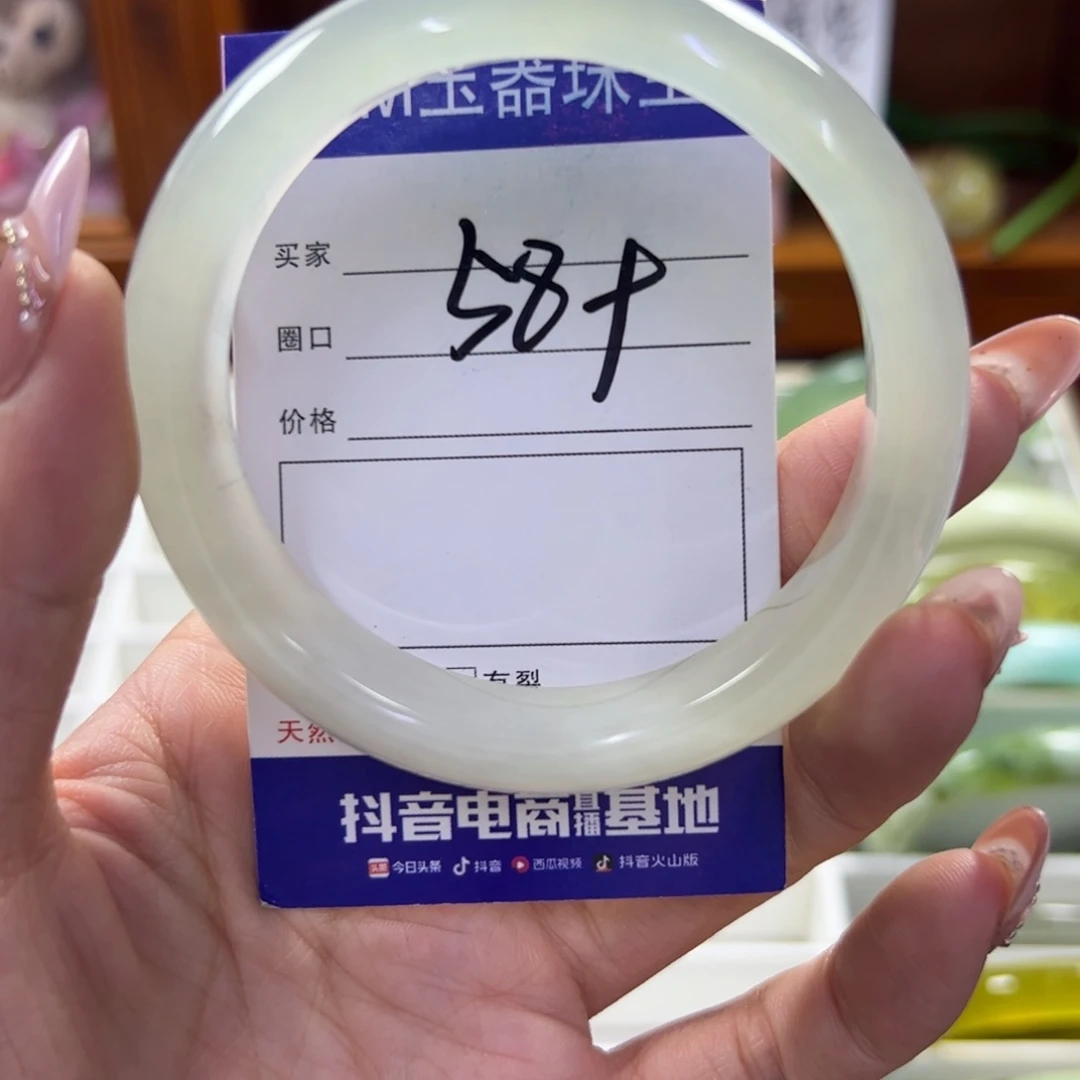 玉器珠宝
买家
圈口
价格
58+
有裂
天然
抖音电商直播基地
今日头条 抖音 西瓜视频 抖音火山版